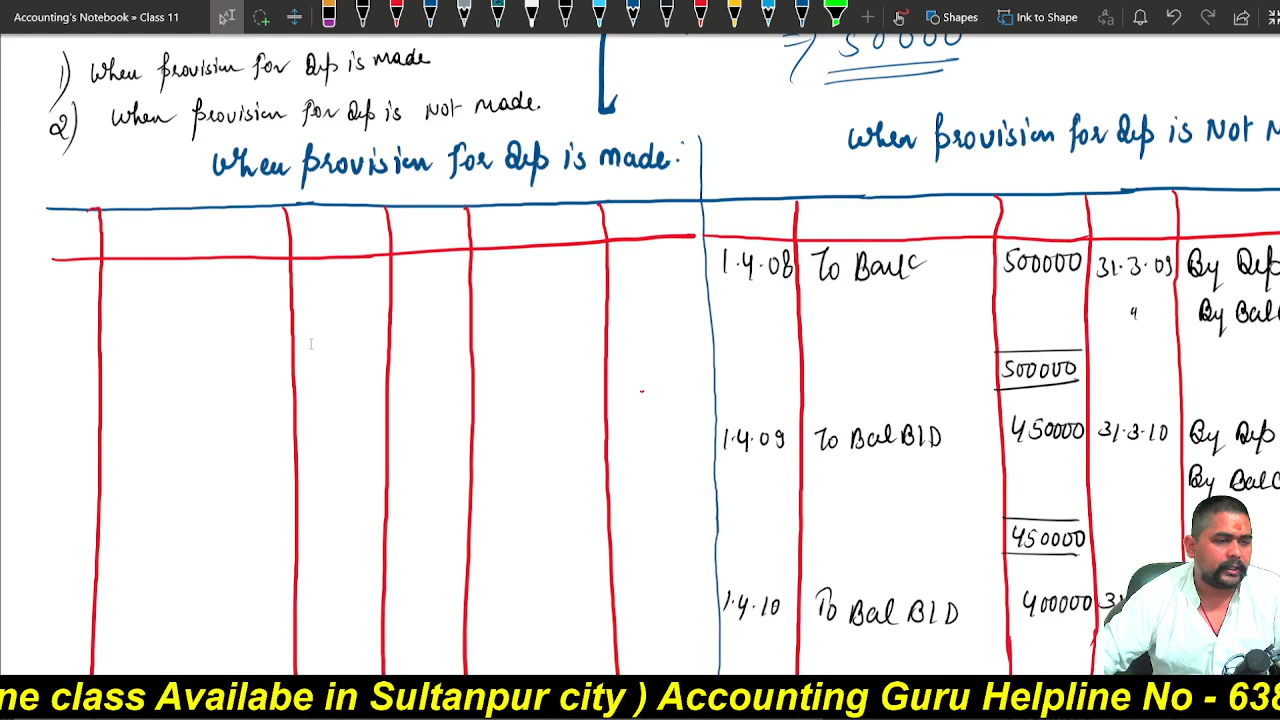 Accounting's Notebook » Class 11
Shapes
Ink to Shape
⇒ 50000
1) When provision for Dep is made
2) When provision for Dep is Not made.
When provision for Dep is made.
When provision for Dep is Not M
1.4.08 To Bank 500000 31.3.09 By Dep
" By Bal C
500000
1.4.09 To Bal B/D 450000 31.3.10 By Dep
By Bal C
450000
1.4.10 To Bal B/D 400000 31
ne class Availabe in Sultanpur city ) Accounting Guru Helpline No - 638